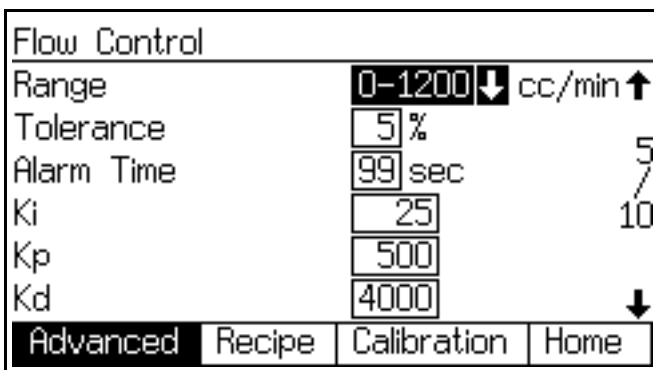 Flow Control
Range 0-1200 cc/min
Tolerance 5 %
Alarm Time 99 sec
Ki 25
Kp 500
Kd 4000
5
/
10
Advanced Recipe Calibration Home